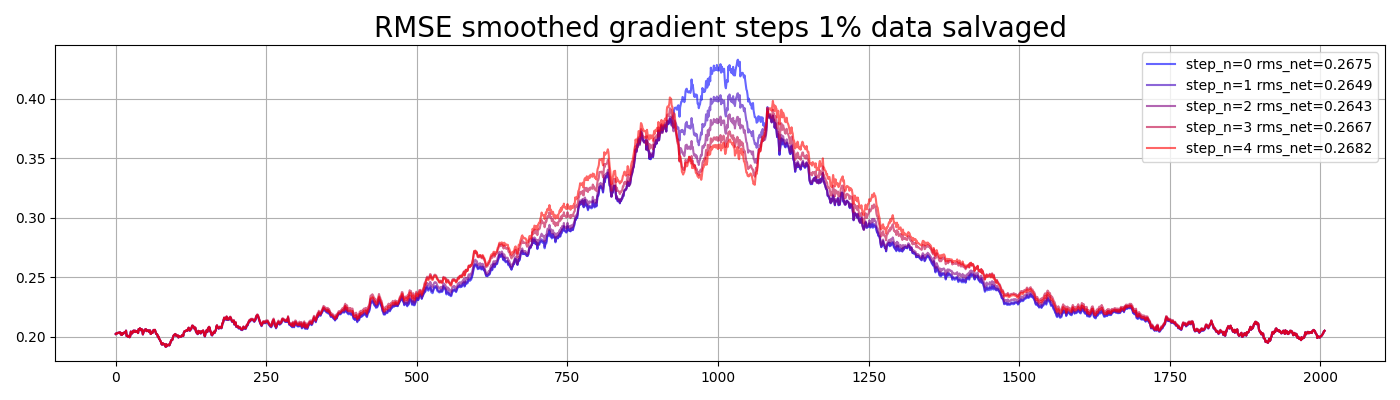 RMSE smoothed gradient steps 1% data salvaged
step_n=0 rms_net=0.2675
step_n=1 rms_net=0.2649
step_n=2 rms_net=0.2643
step_n=3 rms_net=0.2667
step_n=4 rms_net=0.2682
0.40
0.35
0.30
0.25
0.20
0 250 500 750 1000 1250 1500 1750 2000